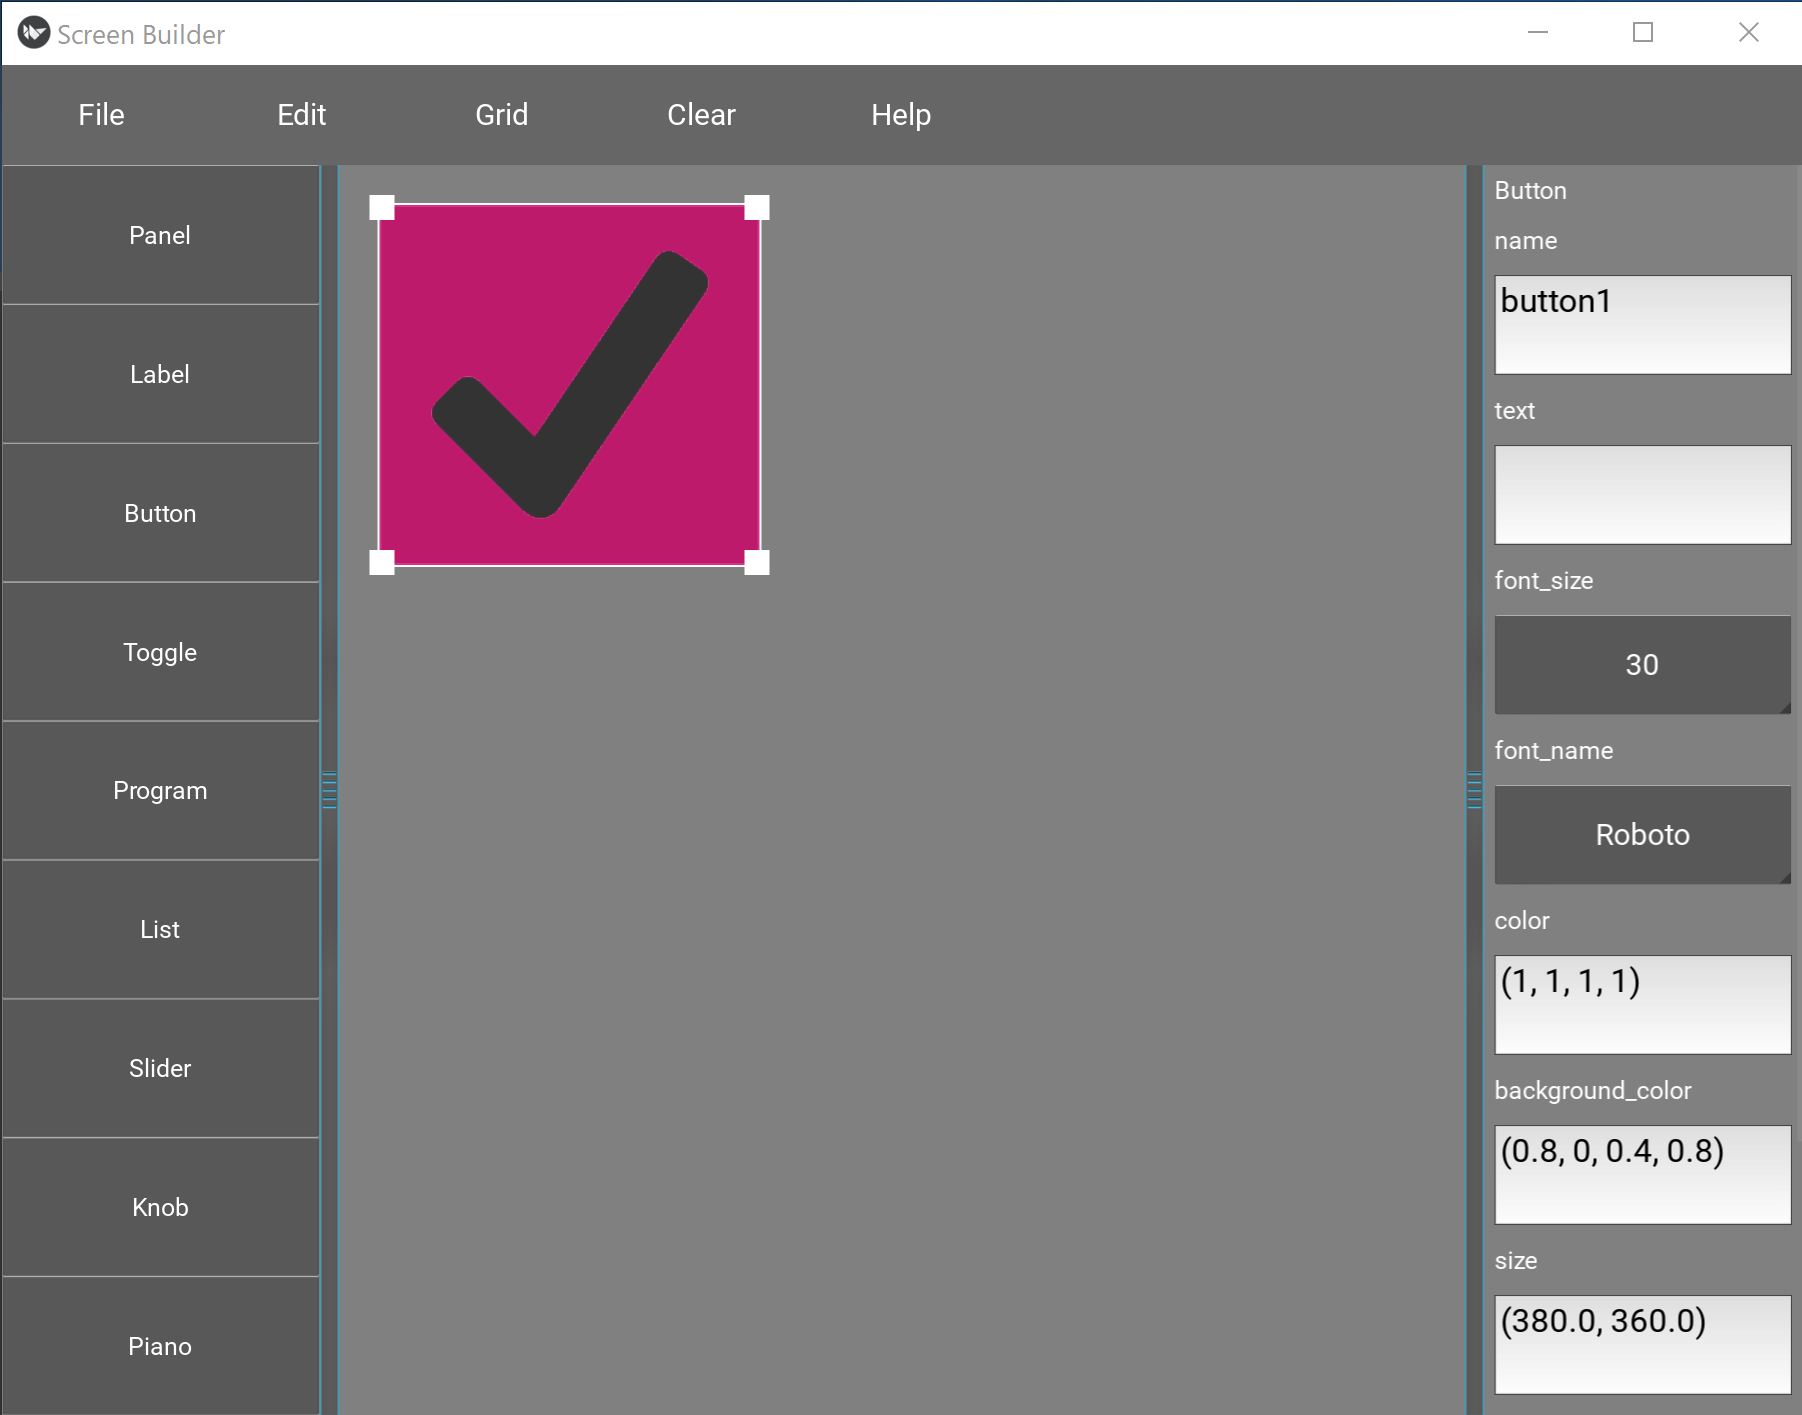 Screen Builder
File Edit Grid Clear Help
Panel
Label
Button
Toggle
Program
List
Slider
Knob
Piano
Button
name
button1
text
font_size
30
font_name
Roboto
color
(1, 1, 1, 1)
background_color
(0.8, 0, 0.4, 0.8)
size
(380.0, 360.0)